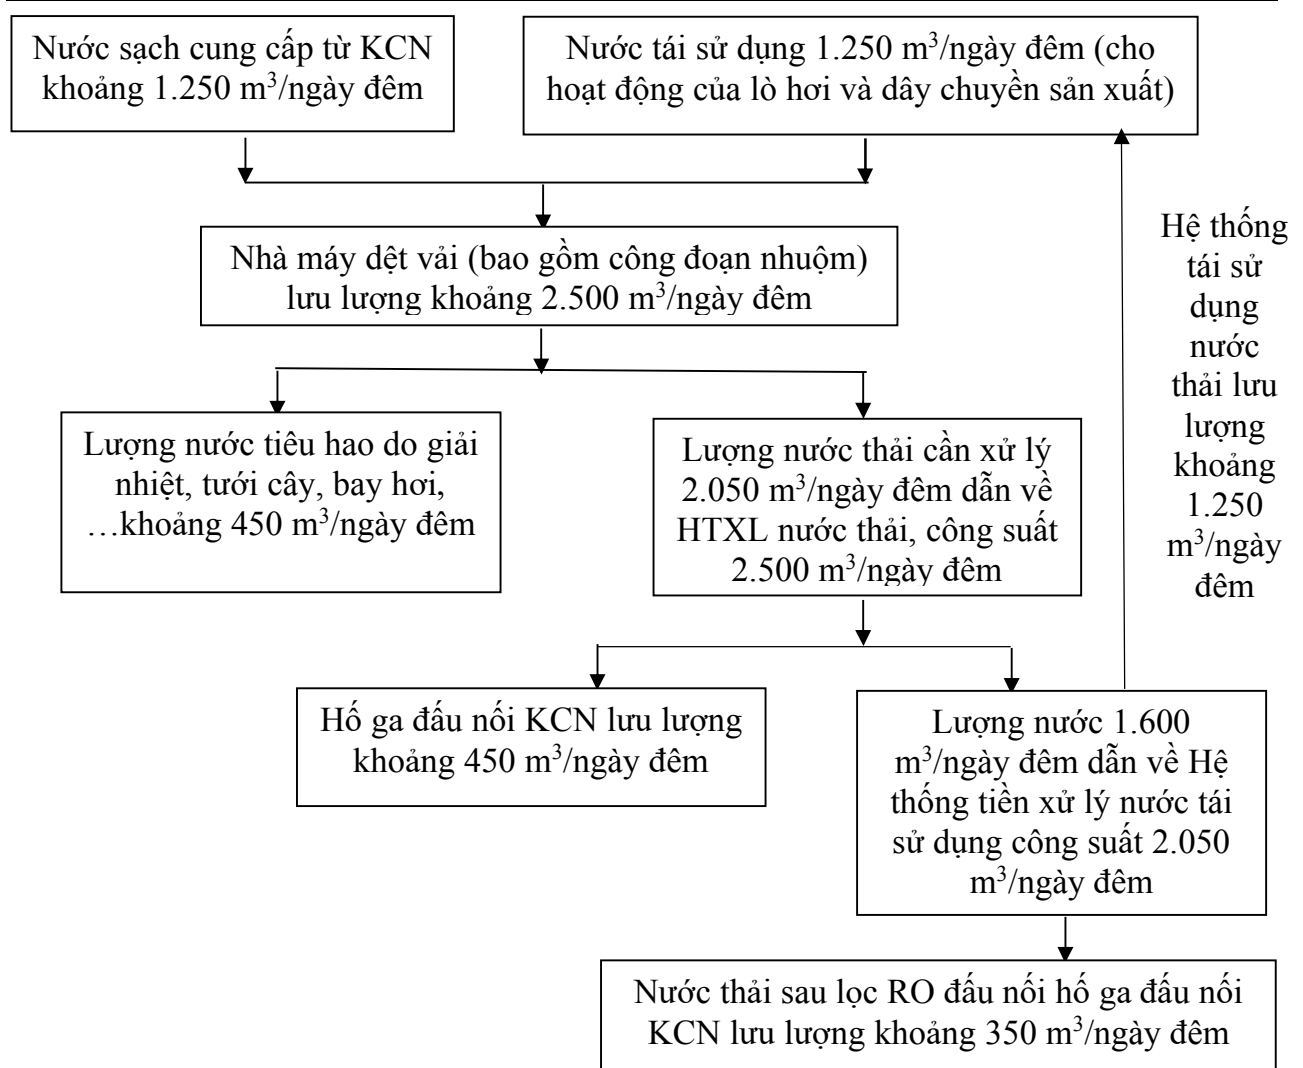 Nước sạch cung cấp từ KCN
khoảng 1.250 m³/ngày đêm
Nước tái sử dụng 1.250 m³/ngày đêm (cho
hoạt động của lò hơi và dây chuyền sản xuất)
Nhà máy dệt vải (bao gồm công đoạn nhuộm)
lưu lượng khoảng 2.500 m³/ngày đêm
Hệ thống
tái sử
dụng
nước
thải lưu
lượng
khoảng
1.250
m³/ngày
đêm
Lượng nước tiêu hao do giải
nhiệt, tưới cây, bay hơi,
…khoảng 450 m³/ngày đêm
Lượng nước thải cần xử lý
2.050 m³/ngày đêm dẫn về
HTXL nước thải, công suất
2.500 m³/ngày đêm
Hố ga đấu nối KCN lưu lượng
khoảng 450 m³/ngày đêm
Lượng nước 1.600
m³/ngày đêm dẫn về Hệ
thống tiền xử lý nước tái
sử dụng công suất 2.050
m³/ngày đêm
Nước thải sau lọc RO đấu nối hố ga đấu nối
KCN lưu lượng khoảng 350 m³/ngày đêm